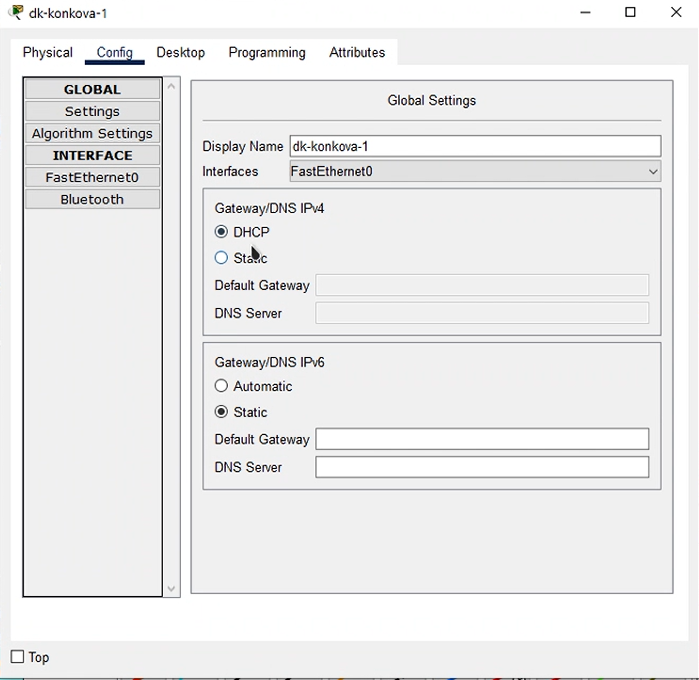 dk-konkova-1
Physical Config Desktop Programming Attributes
GLOBAL
Settings
Algorithm Settings
INTERFACE
FastEthernet0
Bluetooth
Global Settings
Display Name dk-konkova-1
Interfaces FastEthernet0
Gateway/DNS IPv4
DHCP
Static
Default Gateway
DNS Server
Gateway/DNS IPv6
Automatic
Static
Default Gateway
DNS Server
Top